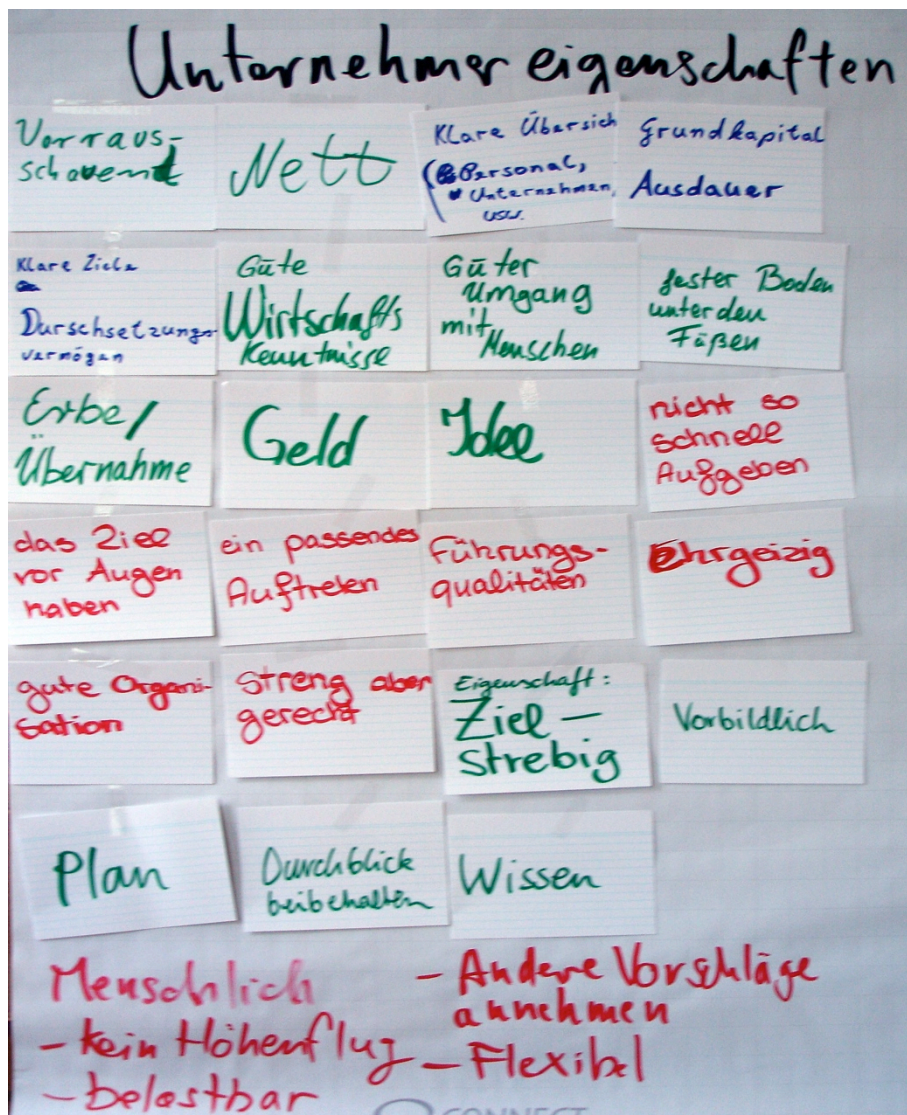 Unternehmereigenschaften
Vorraus-
schauend
Nett
Klare Übersich
(Personal,
Unternehmen,
usw.
Grundkapital
Ausdauer
Klare Ziele
Durschsetzungs-
vermögen
Gute
Wirtschafts
Kenntnisse
Guter
Umgang
mit
Menschen
fester Boden
unter den
Füßen
Erbe/
Übernahme
Geld
Idee
nicht so
schnell
Aufgeben
das Ziel
vor Augen
haben
ein passendes
Auftreten
Führungs-
qualitäten
Ehrgeizig
gute Organi-
sation
Streng aber
gerecht
Eigenschaft:
Ziel-
strebig
Vorbildlich
Plan
Durchblick
beibehalten
Wissen
Menschlich
- kein Höhenflug
- belastbar
- Andere Vorschläge
annehmen
- Flexibel
CONNECT